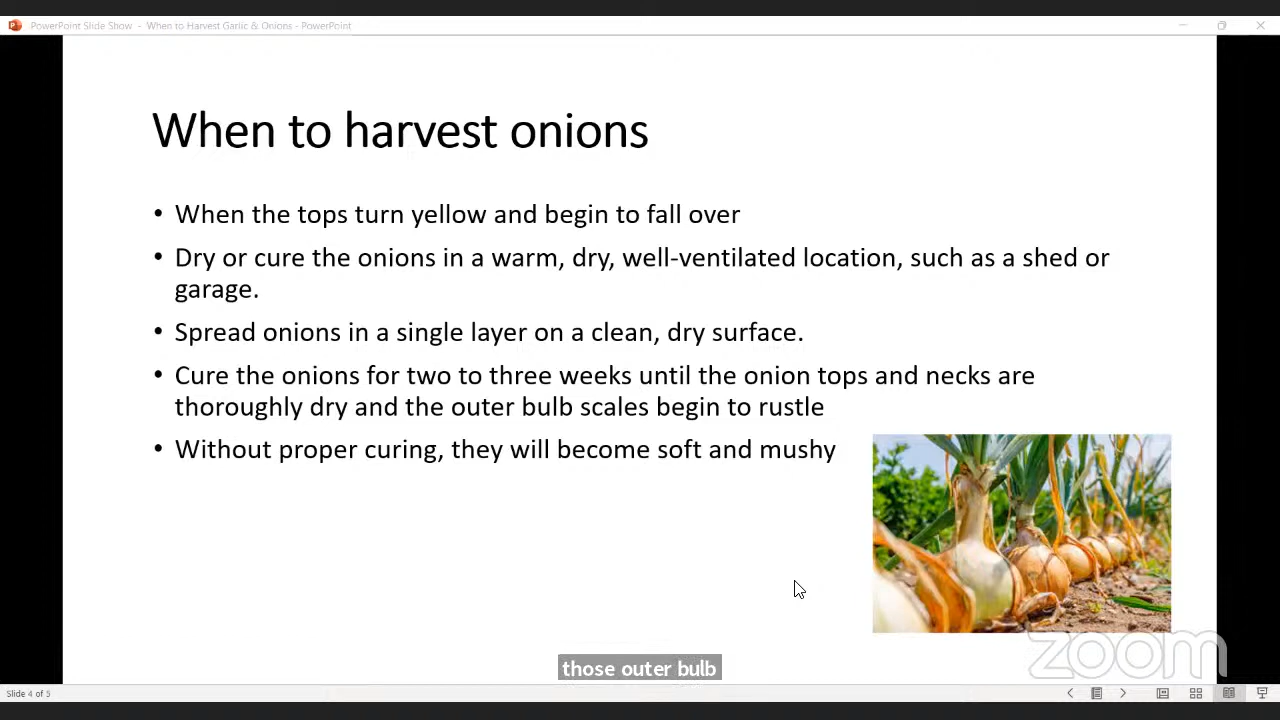 PowerPoint Slide Show - When to Harvest Garlic & Onions - PowerPoint
When to harvest onions
• When the tops turn yellow and begin to fall over
• Dry or cure the onions in a warm, dry, well-ventilated location, such as a shed or
garage.
• Spread onions in a single layer on a clean, dry surface.
• Cure the onions for two to three weeks until the onion tops and necks are
thoroughly dry and the outer bulb scales begin to rustle
• Without proper curing, they will become soft and mushy
zoom
those outer bulb
Slide 4 of 5